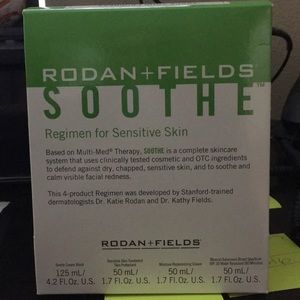 RODAN+FIELDS®
SOOTHE™
Regimen for Sensitive Skin
Based on Multi-Med® Therapy, SOOTHE is a complete skincare
system that uses clinically tested cosmetic and OTC ingredients
to defend against dry, chapped, sensitive skin, and to soothe and
calm visible facial redness.
This 4-product Regimen was developed by Stanford-trained
dermatologists Dr. Katie Rodan and Dr. Kathy Fields.
RODAN+FIELDS
125 mL/
4.2 Fl. Oz. U.S.
50 mL/
1.7 Fl. Oz. U.S.
50 mL/
1.7 Fl. Oz. U.S.
50 mL/
1.7 Fl. Oz. U.S.